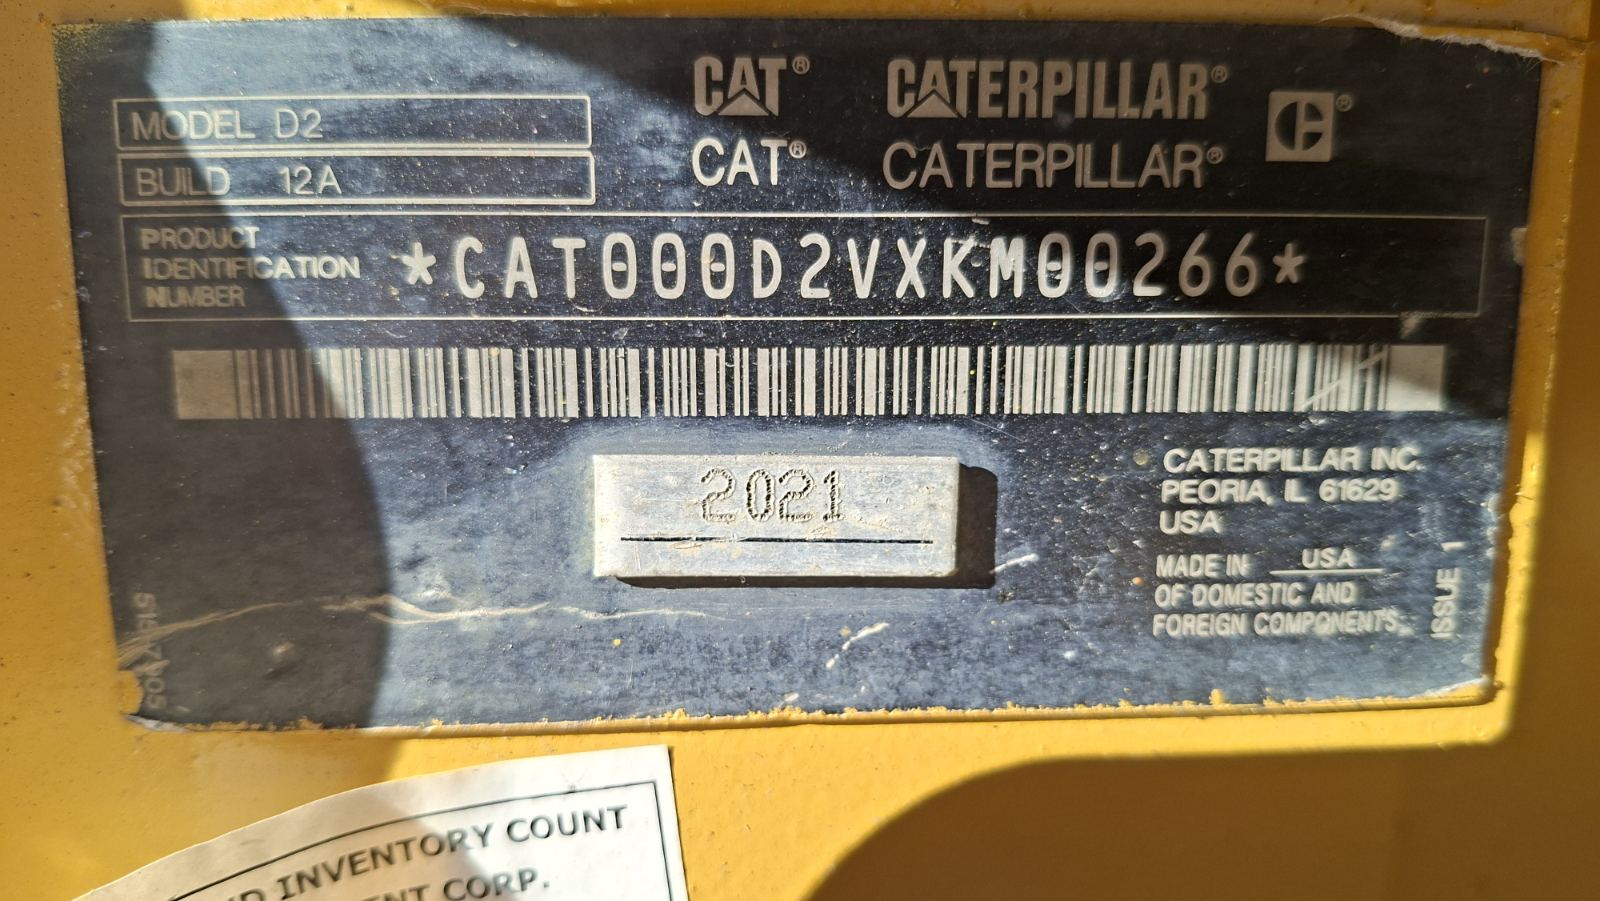 CAT® CATERPILLAR® C®
CAT® CATERPILLAR®
MODEL D2
BUILD 12A
PRODUCT
IDENTIFICATION
NUMBER
*CAT000D2VXKM00266*
2021
CATERPILLAR INC.
PEORIA, IL 61629
USA
MADE IN USA
OF DOMESTIC AND
FOREIGN COMPONENTS.
ISSUE 1
INVENTORY COUNT
CORP.